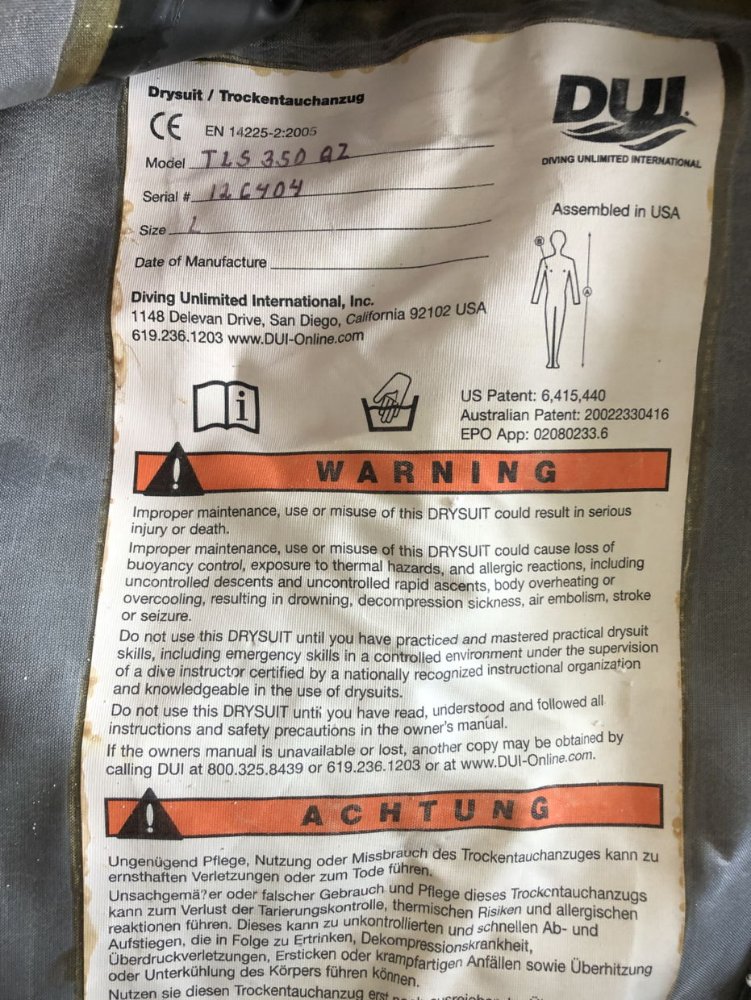 Drysuit / Trockentauchanzug
CE EN 14225-2:2005
Model TLS 350 QZ
Serial # 126404
Size L
Date of Manufacture
DUI
DIVING UNLIMITED INTERNATIONAL
Assembled in USA
B
A
Diving Unlimited International, Inc.
1148 Delevan Drive, San Diego, California 92102 USA
619.236.1203 www.DUI-Online.com
i
US Patent: 6,415,440
Australian Patent: 20022330416
EPO App: 02080233.6
! WARNING
Improper maintenance, use or misuse of this DRYSUIT could result in serious
injury or death.
Improper maintenance, use or misuse of this DRYSUIT could cause loss of
buoyancy control, exposure to thermal hazards, and allergic reactions, including
uncontrolled descents and uncontrolled rapid ascents, body overheating or
overcooling, resulting in drowning, decompression sickness, air embolism, stroke
or seizure.
Do not use this DRYSUIT until you have practiced and mastered practical drysuit
skills, including emergency skills in a controlled environment under the supervision
of a dive instructor certified by a nationally recognized instructional organization
and knowledgeable in the use of drysuits.
Do not use this DRYSUIT until you have read, understood and followed all
instructions and safety precautions in the owner's manual.
If the owners manual is unavailable or lost, another copy may be obtained by
calling DUI at 800.325.8439 or 619.236.1203 or at www.DUI-Online.com.
! ACHTUNG
Ungenügend Pflege, Nutzung oder Missbrauch des Trockentauchanzuges kann zu
ernsthaften Verletzungen oder zum Tode führen.
Unsachgemä?er oder falscher Gebrauch und Pflege dieses Trockentauchanzugs
kann zum Verlust der Tarierungskontrolle, thermischen Risiken und allergischen
reaktionen führen. Dieses kann zu unkontrollierten und schnellen Ab- und
Aufstiegen, die in Folge zu Ertrinken, Dekompressionskrankheit,
Überdruckverletzungen, Ersticken oder krampfartigen Anfällen sowie Überhitzung
oder Unterkühlung des Körpers führen können.
Nutzen sie diesen Trockentauchanzug erst